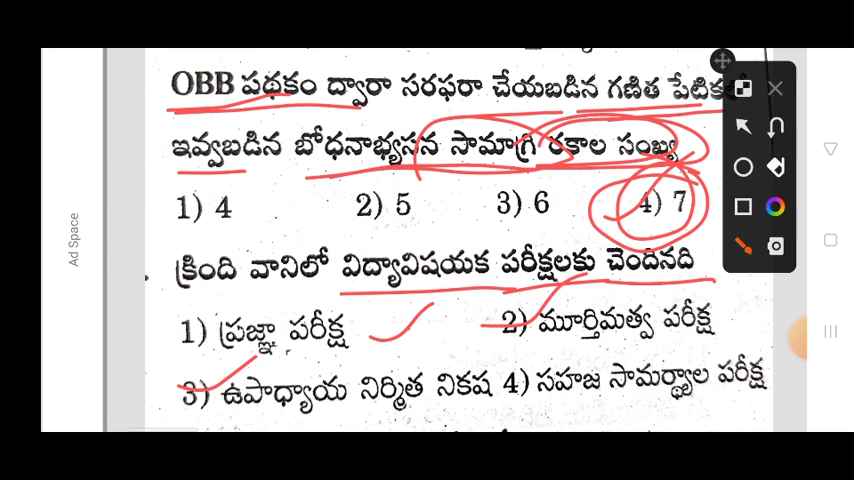 OBB పథకం ద్వారా సరఫరా చేయబడిన గణిత పేటికలో
ఇవ్వబడిన బోధనాభ్యసన సామాగ్రి రకాల సంఖ్య
1) 4 2) 5 3) 6 4) 7
క్రింది వానిలో విద్యావిషయక పరీక్షలకు చెందినది
1) ప్రజ్ఞా పరీక్ష 2) మూర్తిమత్వ పరీక్ష
3) ఉపాధ్యాయ నిర్మిత నికష 4) సహజ సామర్థ్యాల పరీక్ష
Ad Space